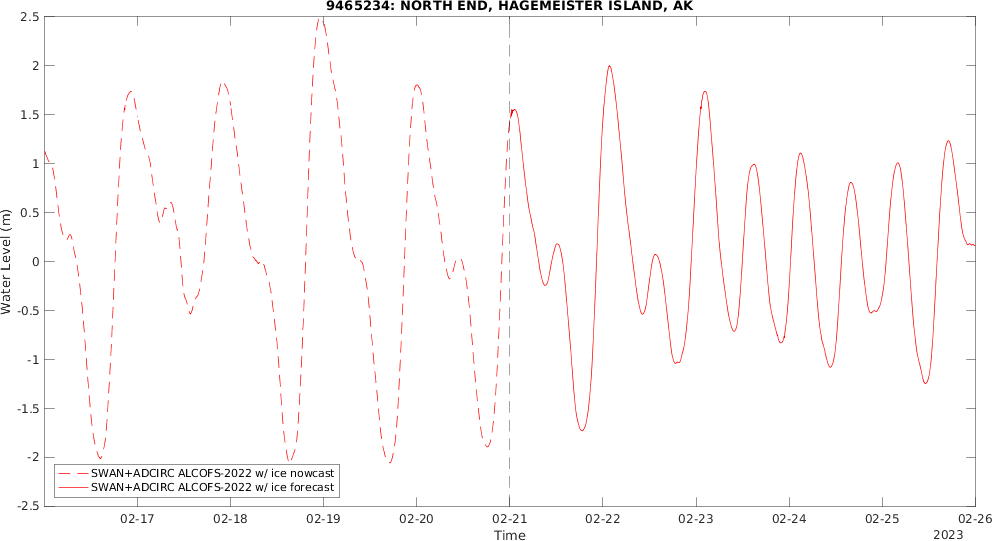 9465234: NORTH END, HAGEMEISTER ISLAND, AK
2.5
2
1.5
1
0.5
0
-0.5
-1
-1.5
-2
-2.5
Water Level (m)
SWAN+ADCIRC ALCOFS-2022 w/ ice nowcast
SWAN+ADCIRC ALCOFS-2022 w/ ice forecast
02-17 02-18 02-19 02-20 02-21 02-22 02-23 02-24 02-25 02-26
Time
2023